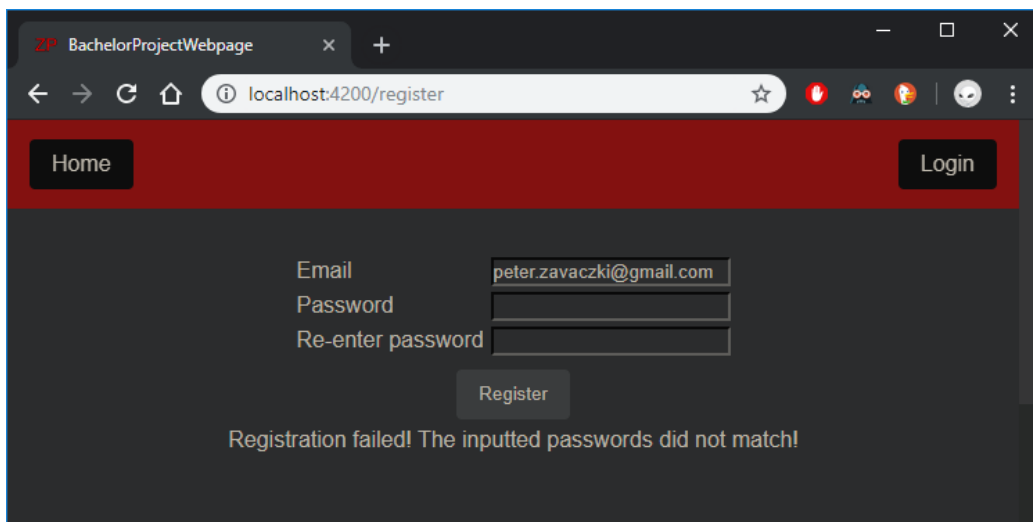 ZP BachelorProjectWebpage
localhost:4200/register
Home Login
Email peter.zavaczki@gmail.com
Password
Re-enter password
Register
Registration failed! The inputted passwords did not match!